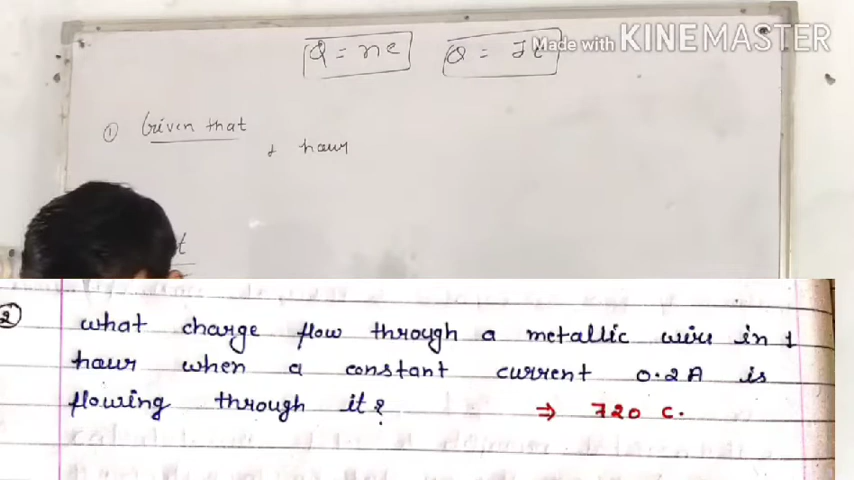 Q = ne Q = It
Made with KINEMASTER
① Given that
1 hour
t
② what charge flow through a metallic wire in 1
hour when a constant current 0.2A is
flowing through it?
⇒ 720 C.